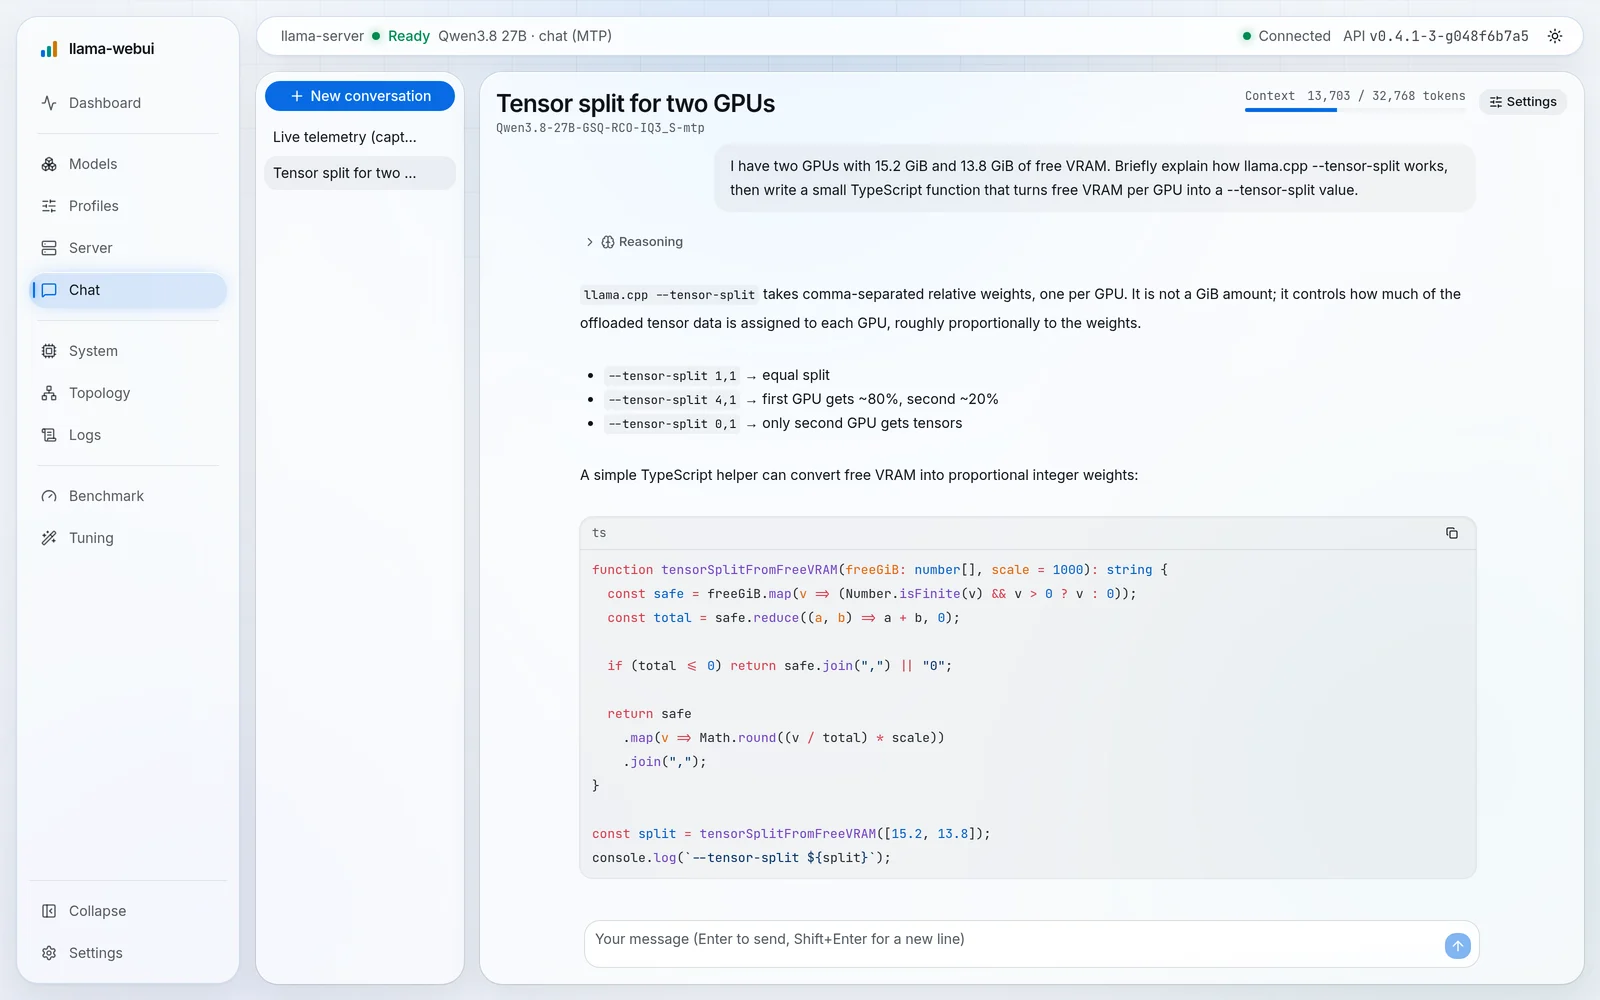 llama-webui
Dashboard
Models
Profiles
Server
Chat
System
Topology
Logs
Benchmark
Tuning
Collapse
Settings
llama-server Ready Qwen3.8 27B · chat (MTP)
Connected API v0.4.1-3-g048f6b7a5
+ New conversation
Live telemetry (capt...
Tensor split for two ...
Tensor split for two GPUs
Qwen3.8-27B-GSQ-RCO-IQ3_S-mtp
Context 13,703 / 32,768 tokens
Settings
I have two GPUs with 15.2 GiB and 13.8 GiB of free VRAM. Briefly explain how llama.cpp --tensor-split works,
then write a small TypeScript function that turns free VRAM per GPU into a --tensor-split value.
Reasoning
llama.cpp --tensor-split takes comma-separated relative weights, one per GPU. It is not a GiB amount; it controls how much of the
offloaded tensor data is assigned to each GPU, roughly proportionally to the weights.
• --tensor-split 1,1 → equal split
• --tensor-split 4,1 → first GPU gets ~80%, second ~20%
• --tensor-split 0,1 → only second GPU gets tensors
A simple TypeScript helper can convert free VRAM into proportional integer weights:
ts
function tensorSplitFromFreeVRAM(freeGiB: number[], scale = 1000): string {
  const safe = freeGiB.map(v => (Number.isFinite(v) && v > 0 ? v : 0));
  const total = safe.reduce((a, b) => a + b, 0);
  if (total <= 0) return safe.join(",") || "0";
  return safe
    .map(v => Math.round((v / total) * scale))
    .join(",");
}
const split = tensorSplitFromFreeVRAM([15.2, 13.8]);
console.log(`--tensor-split ${split}`);
Your message (Enter to send, Shift+Enter for a new line)